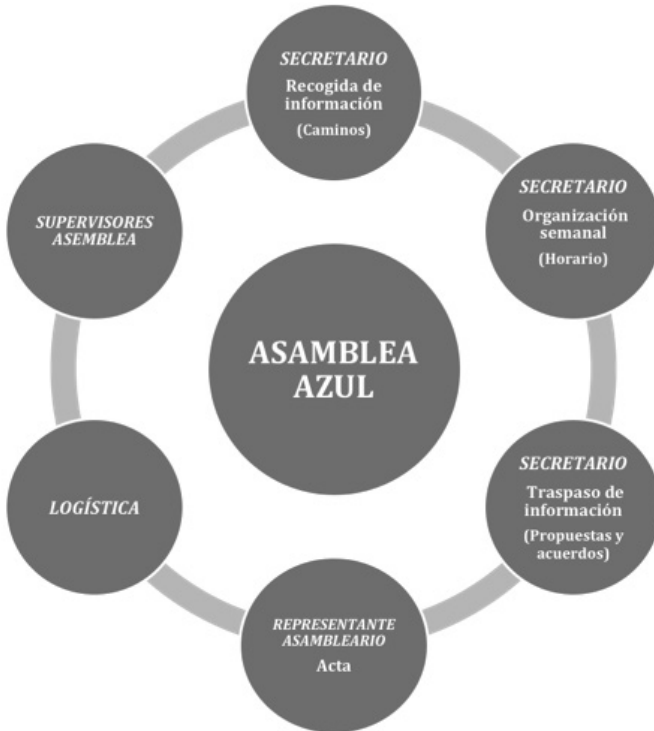 SECRETARIO
Recogida de
información
(Caminos)
SECRETARIO
Organización
semanal
(Horario)
SECRETARIO
Traspaso de
información
(Propuestas y
acuerdos)
REPRESENTANTE
ASAMBLEARIO
Acta
LOGÍSTICA
SUPERVISORES
ASEMBLEA
ASAMBLEA
AZUL